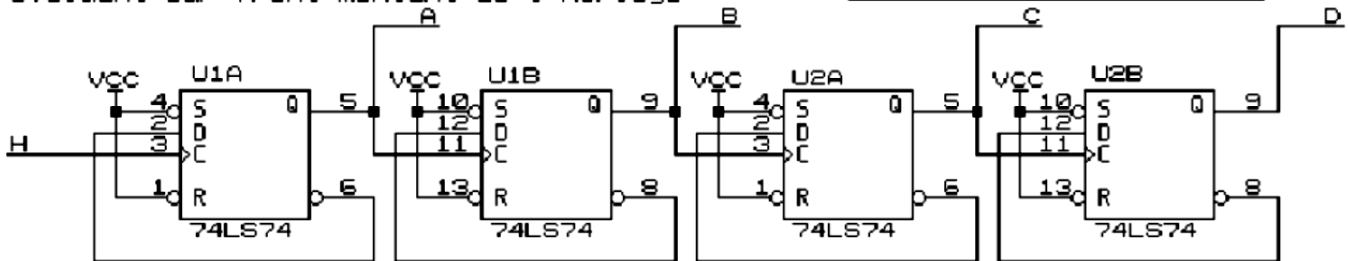 A B C D
VCC U1A VCC U1B VCC U2A VCC U2B
4 S Q 5 10 S Q 9 4 S Q 5 10 S Q 9
2 D 12 D 2 D 12 D
H 3 C 11 C 3 C 11 C
1 R 6 13 R 8 1 R 6 13 R 8
74LS74 74LS74 74LS74 74LS74